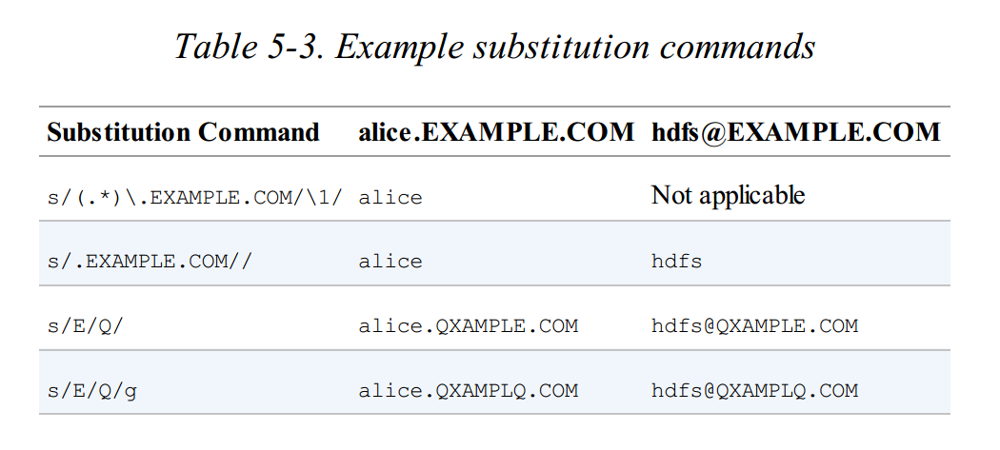 Table 5-3. Example substitution commands
Substitution Command alice.EXAMPLE.COM hdfs@EXAMPLE.COM
s/(.*)\.EXAMPLE.COM/\1/ alice Not applicable
s/.EXAMPLE.COM// alice hdfs
s/E/Q/ alice.QXAMPLE.COM hdfs@QXAMPLE.COM
s/E/Q/g alice.QXAMPLQ.COM hdfs@QXAMPLQ.COM